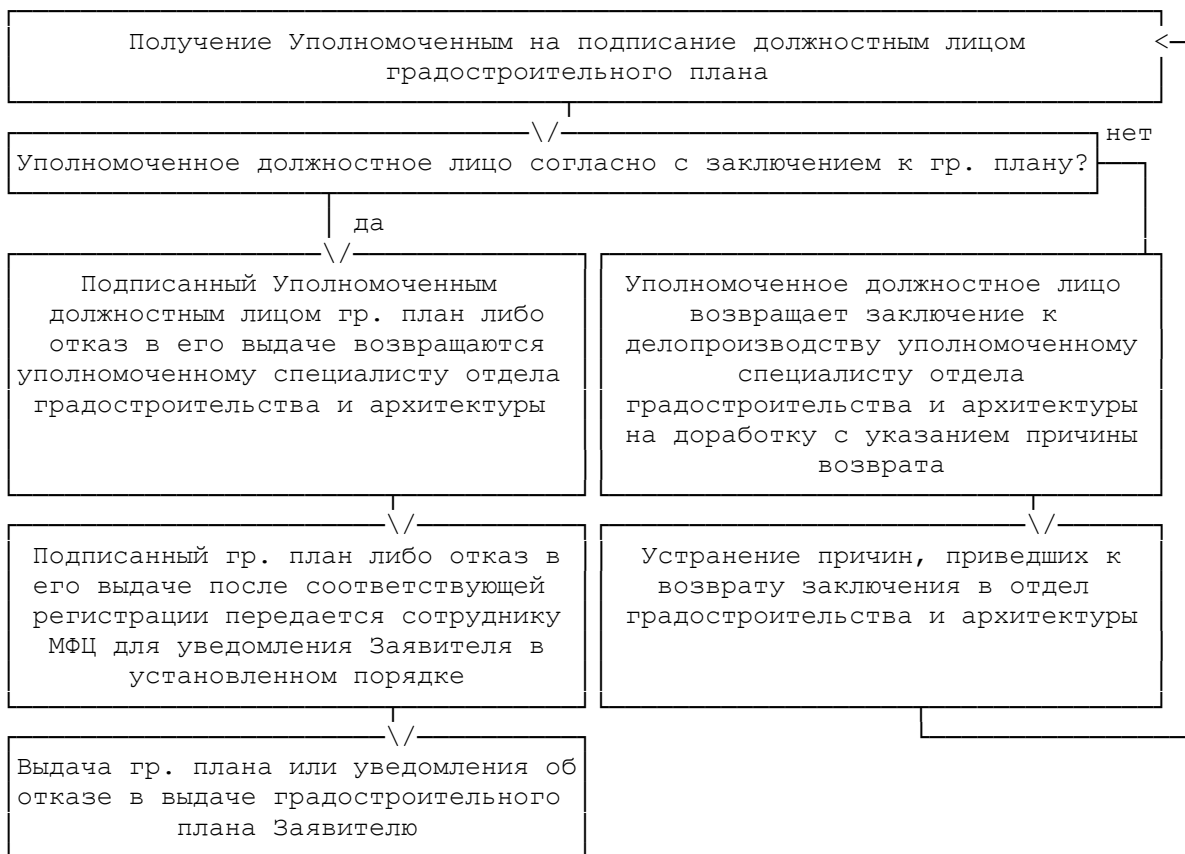 Получение Уполномоченным на подписание должностным лицом
градостроительного плана
нет
Уполномоченное должностное лицо согласно с заключением к гр. плану?
да
Подписанный Уполномоченным
должностным лицом гр. план либо
отказ в его выдаче возвращаются
уполномоченному специалисту отдела
градостроительства и архитектуры
Уполномоченное должностное лицо
возвращает заключение к
делопроизводству уполномоченному
специалисту отдела
градостроительства и архитектуры
на доработку с указанием причины
возврата
Подписанный гр. план либо отказ в
его выдаче после соответствующей
регистрации передается сотруднику
МФЦ для уведомления Заявителя в
установленном порядке
Устранение причин, приведших к
возврату заключения в отдел
градостроительства и архитектуры
Выдача гр. плана или уведомления об
отказе в выдаче градостроительного
плана Заявителю